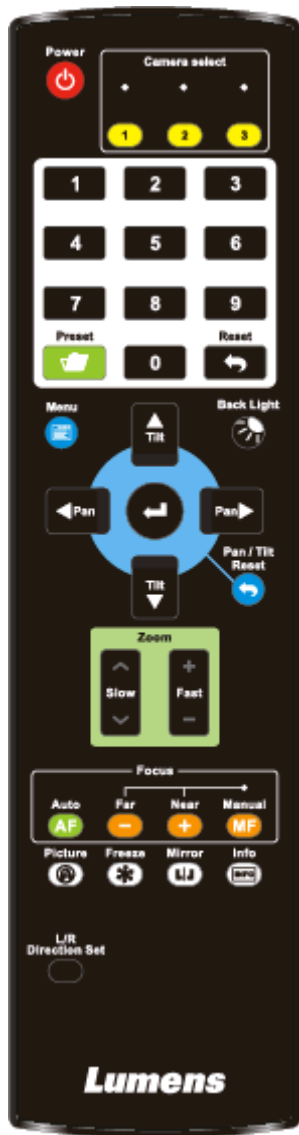 Power
Camera select
1 2 3
1 2 3
4 5 6
7 8 9
Preset Reset
0
Menu Back Light
Tilt
Pan Pan
Pan / Tilt
Reset
Tilt
Zoom
Slow + Fast −
Focus
Auto Far Near Manual
AF − + MF
Picture Freeze Mirror Info
INFO
L/R
Direction Set
Lumens